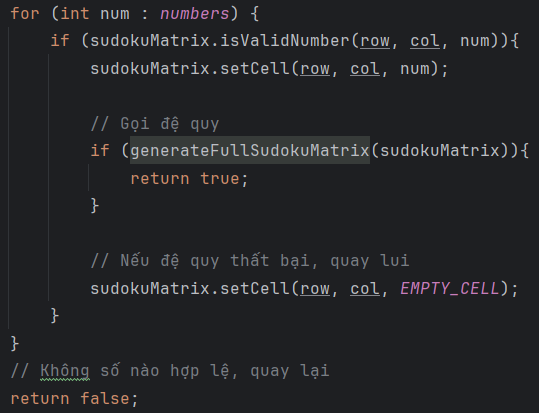 for (int num : numbers) {
if (sudokuMatrix.isValidNumber(row, col, num)){
sudokuMatrix.setCell(row, col, num);
// Gọi đệ quy
if (generateFullSudokuMatrix(sudokuMatrix)){
return true;
}
// Nếu đệ quy thất bại, quay lui
sudokuMatrix.setCell(row, col, EMPTY_CELL);
}
}
// Không số nào hợp lệ, quay lại
return false;